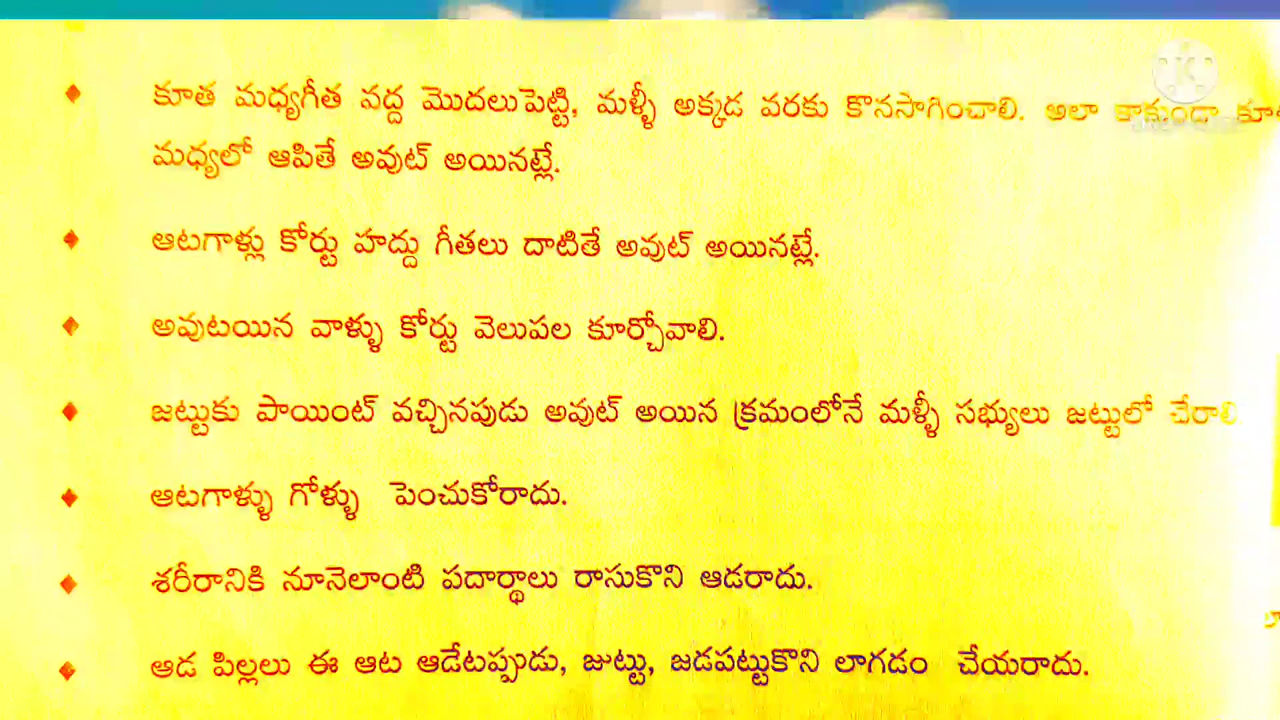 కూత మధ్యగీత వద్ద మొదలుపెట్టి, మళ్ళీ అక్కడ వరకు కొనసాగించాలి. అలా కాకుండా
మధ్యలో ఆపితే అవుట్ అయినట్లే.
ఆటగాళ్లు కోర్టు హద్దు గీతలు దాటితే అవుట్ అయినట్లే.
అవుటయిన వాళ్ళు కోర్టు వెలుపల కూర్చోవాలి.
జట్టుకు పాయింట్ వచ్చినపుడు అవుట్ అయిన క్రమంలోనే మళ్ళీ సభ్యులు జట్టులో చేరాలి
ఆటగాళ్ళు గోళ్ళు పెంచుకోరాదు.
శరీరానికి నూనెలాంటి పదార్థాలు రాసుకొని ఆడరాదు.
ఆడ పిల్లలు ఈ ఆట ఆడేటప్పుడు, జుట్టు, జడపట్టుకొని లాగడం చేయరాదు.